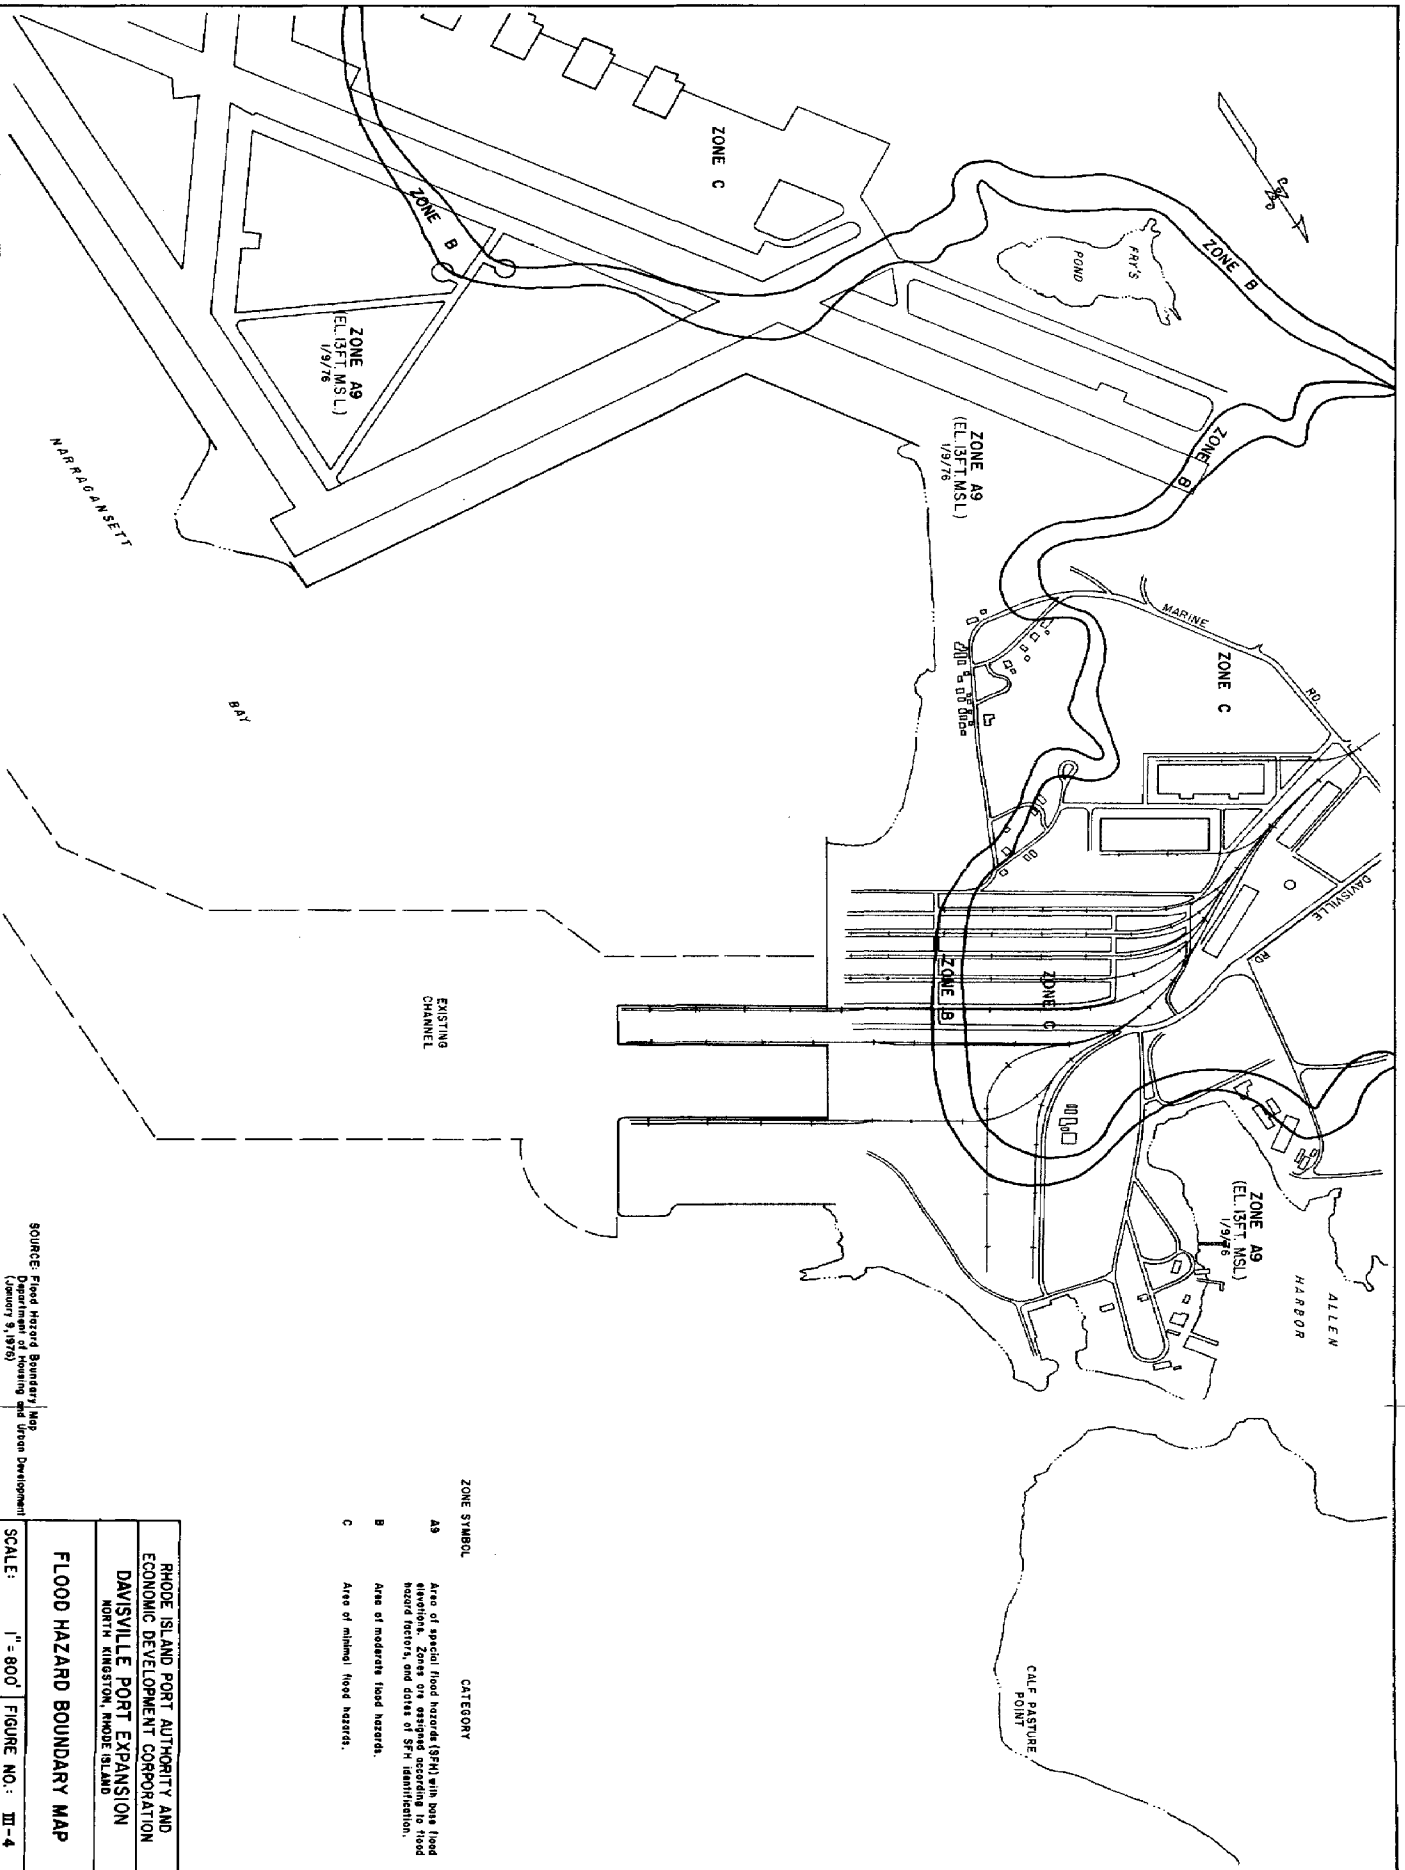 ZONE B
FRY'S
POND
ZONE C
ZONE B
ZONE A9
(EL. 13FT. M.S.L.)
1/9/76
ZONE B
ZONE A9
(EL. 13FT. M.S.L.)
1/9/76
NARRAGANSETT
BAY
MARINE
RD.
ZONE C
DAVISVILLE
RD
ZONE C
ZONE B
EXISTING
CHANNEL
ZONE A9
(EL. 13FT. MSL)
1/9/76
ALLEN
HARBOR
CALF PASTURE
POINT
ZONE SYMBOL
CATEGORY
A9
Area of special flood hazards (SFH) with base flood
elevations. Zones are assigned according to flood
hazard factors, and dates of SFH identification.
B
Area of moderate flood hazards.
C
Area of minimal flood hazards.
SOURCE: Flood Hazard Boundary Map
Department of Housing and Urban Development
(January 9, 1976)
RHODE ISLAND PORT AUTHORITY AND
ECONOMIC DEVELOPMENT CORPORATION
DAVISVILLE PORT EXPANSION
NORTH KINGSTON, RHODE ISLAND
FLOOD HAZARD BOUNDARY MAP
SCALE: 1" = 800'
FIGURE NO.: III-4